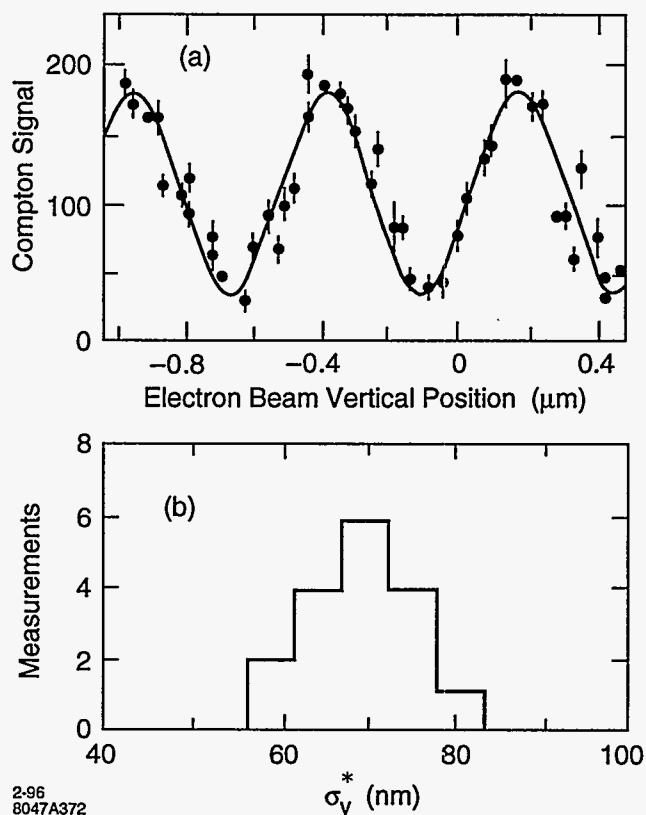 (a)
200
100
0
Compton Signal
−0.8
−0.4
0
0.4
Electron Beam Vertical Position (μm)
(b)
8
6
4
2
0
Measurements
40
60
80
100
σ*y (nm)
2-96
8047A372